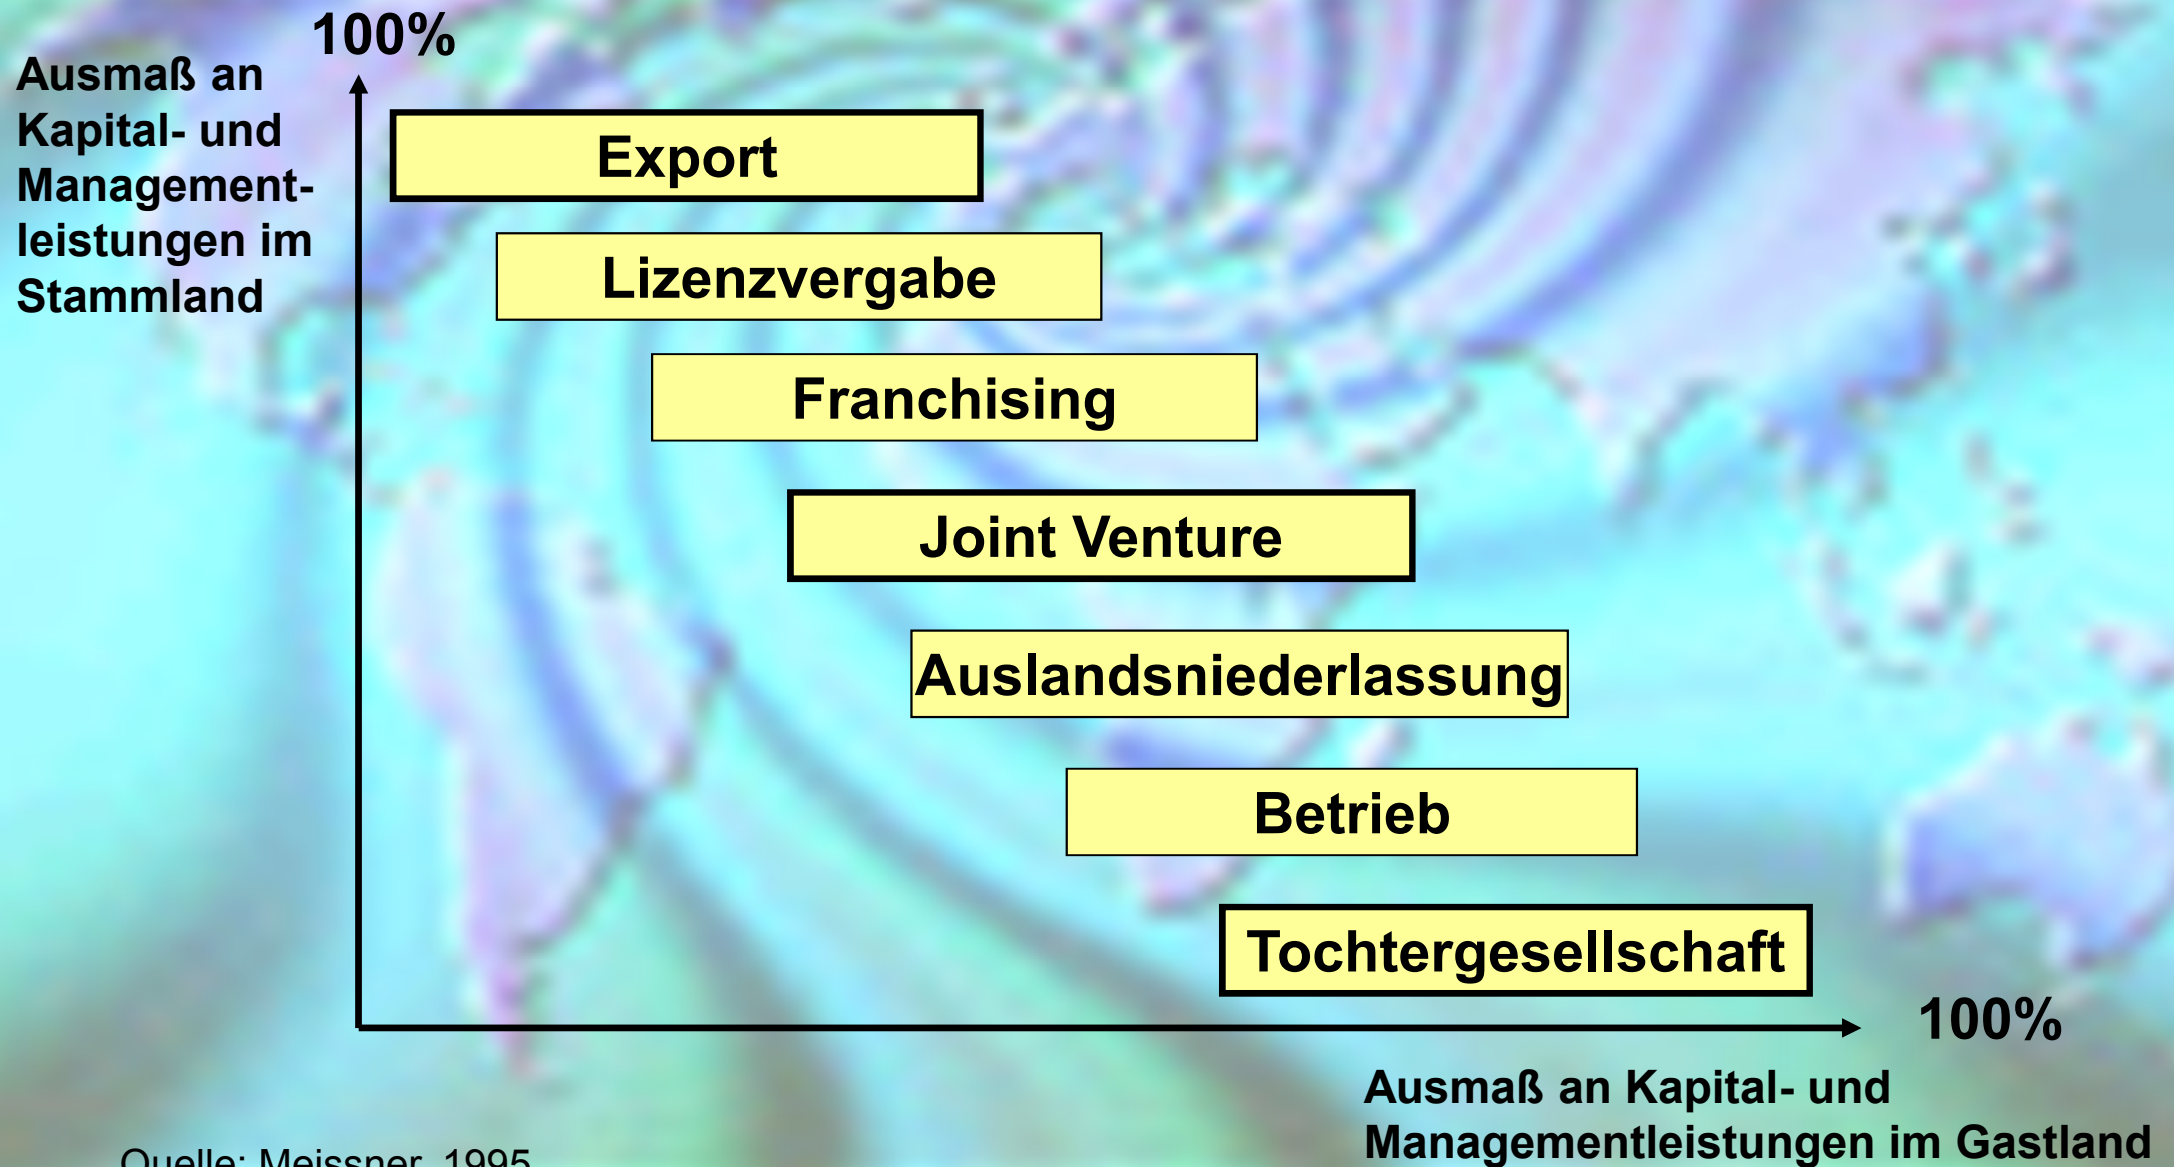 100%
Ausmaß an
Kapital- und
Management-
leistungen im
Stammland
Export
Lizenzvergabe
Franchising
Joint Venture
Auslandsniederlassung
Betrieb
Tochtergesellschaft
100%
Ausmaß an Kapital- und
Managementleistungen im Gastland
Quelle: Meissner, 1995